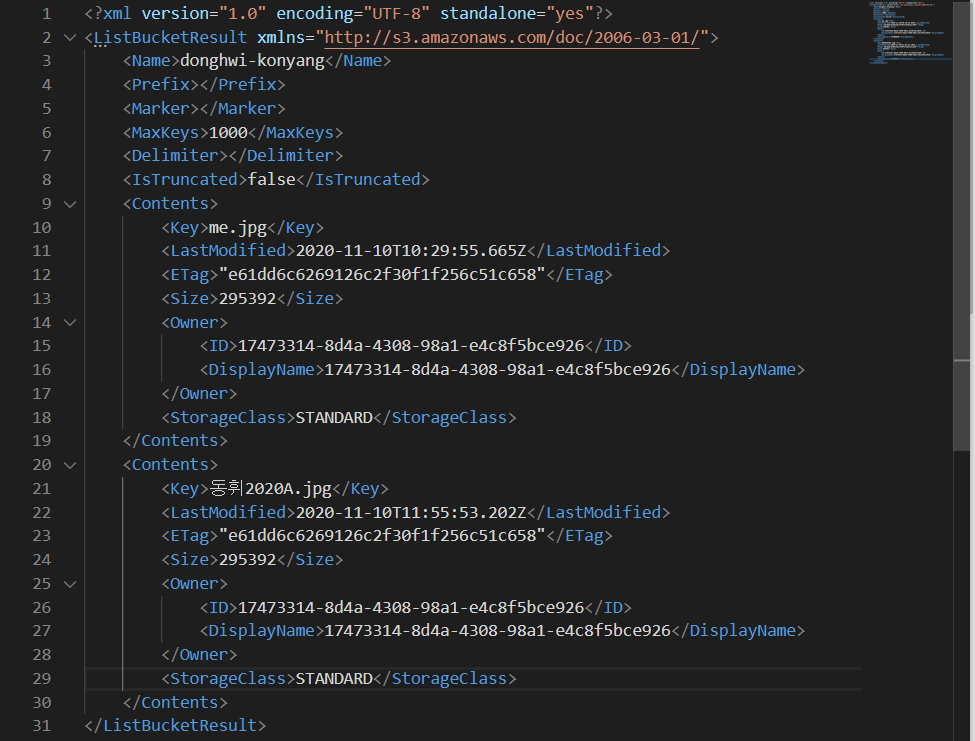 1 <?xml version="1.0" encoding="UTF-8" standalone="yes"?>
2 <ListBucketResult xmlns="http://s3.amazonaws.com/doc/2006-03-01/">
3 <Name>donghwi-konyang</Name>
4 <Prefix></Prefix>
5 <Marker></Marker>
6 <MaxKeys>1000</MaxKeys>
7 <Delimiter></Delimiter>
8 <IsTruncated>false</IsTruncated>
9 <Contents>
10 <Key>me.jpg</Key>
11 <LastModified>2020-11-10T10:29:55.665Z</LastModified>
12 <ETag>"e61dd6c6269126c2f30f1f256c51c658"</ETag>
13 <Size>295392</Size>
14 <Owner>
15 <ID>17473314-8d4a-4308-98a1-e4c8f5bce926</ID>
16 <DisplayName>17473314-8d4a-4308-98a1-e4c8f5bce926</DisplayName>
17 </Owner>
18 <StorageClass>STANDARD</StorageClass>
19 </Contents>
20 <Contents>
21 <Key>동휘2020A.jpg</Key>
22 <LastModified>2020-11-10T11:55:53.202Z</LastModified>
23 <ETag>"e61dd6c6269126c2f30f1f256c51c658"</ETag>
24 <Size>295392</Size>
25 <Owner>
26 <ID>17473314-8d4a-4308-98a1-e4c8f5bce926</ID>
27 <DisplayName>17473314-8d4a-4308-98a1-e4c8f5bce926</DisplayName>
28 </Owner>
29 <StorageClass>STANDARD</StorageClass>
30 </Contents>
31 </ListBucketResult>